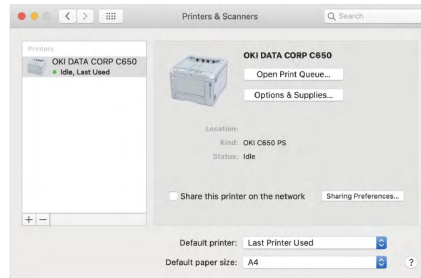 Printers & Scanners
Search
Printers
OKI DATA CORP C650
Idle, Last Used
OKI DATA CORP C650
Open Print Queue...
Options & Supplies...
Location:
Kind: OKI C650 PS
Status: Idle
Share this printer on the network
Sharing Preferences...
+ −
Default printer: Last Printer Used
Default paper size: A4
?